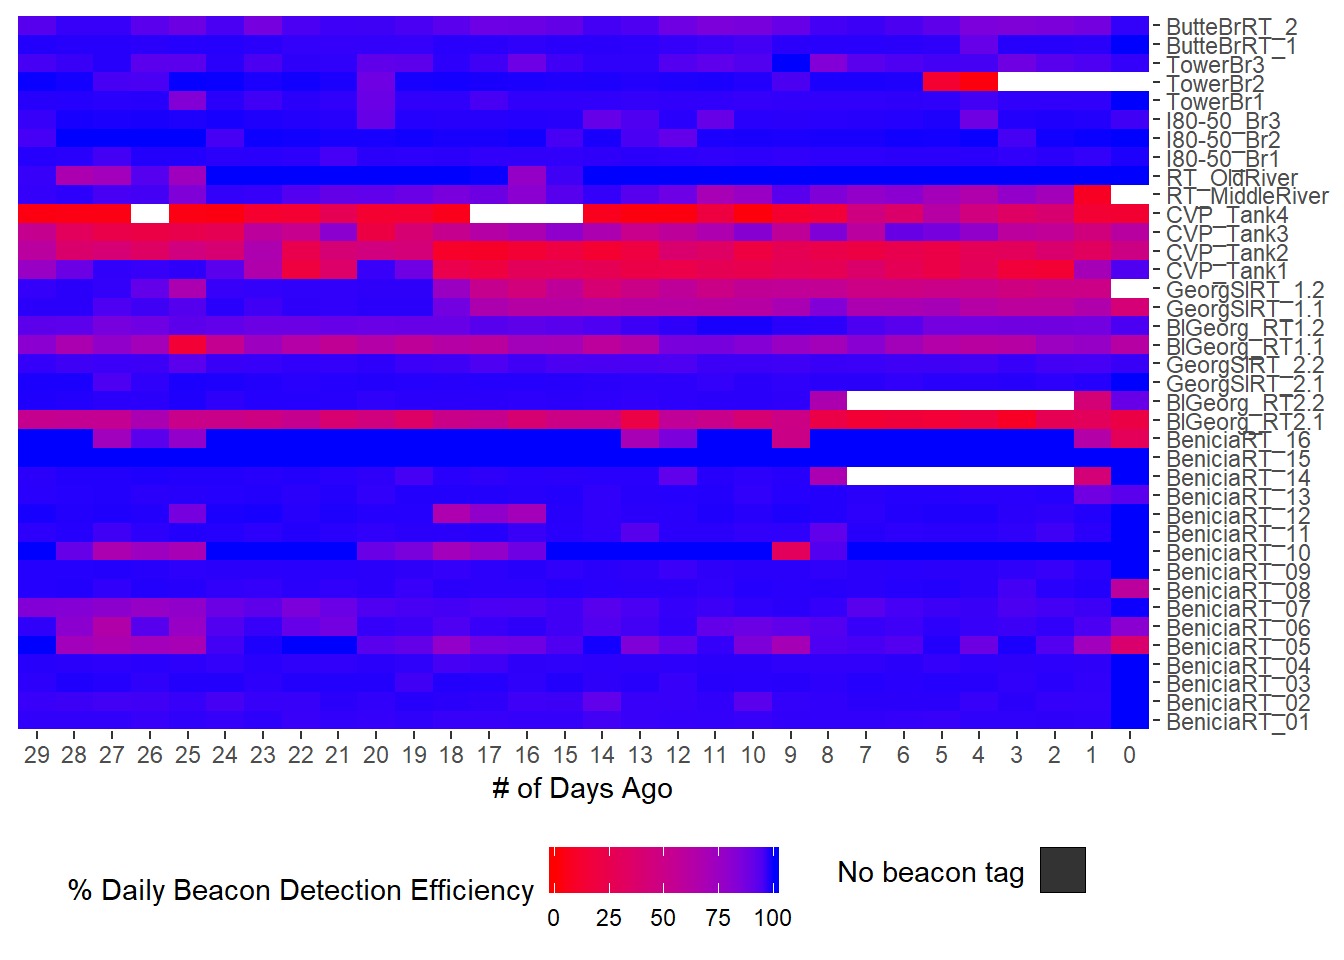 ButteBrRT_2
ButteBrRT_1
TowerBr3
TowerBr2
TowerBr1
I80-50_Br3
I80-50_Br2
I80-50_Br1
RT_OldRiver
RT_MiddleRiver
CVP_Tank4
CVP_Tank3
CVP_Tank2
CVP_Tank1
GeorgSlRT_1.2
GeorgSlRT_1.1
BlGeorg_RT1.2
BlGeorg_RT1.1
GeorgSlRT_2.2
GeorgSlRT_2.1
BlGeorg_RT2.2
BlGeorg_RT2.1
BeniciaRT_16
BeniciaRT_15
BeniciaRT_14
BeniciaRT_13
BeniciaRT_12
BeniciaRT_11
BeniciaRT_10
BeniciaRT_09
BeniciaRT_08
BeniciaRT_07
BeniciaRT_06
BeniciaRT_05
BeniciaRT_04
BeniciaRT_03
BeniciaRT_02
BeniciaRT_01
29 28 27 26 25 24 23 22 21 20 19 18 17 16 15 14 13 12 11 10 9 8 7 6 5 4 3 2 1 0
# of Days Ago
% Daily Beacon Detection Efficiency
0 25 50 75 100
No beacon tag